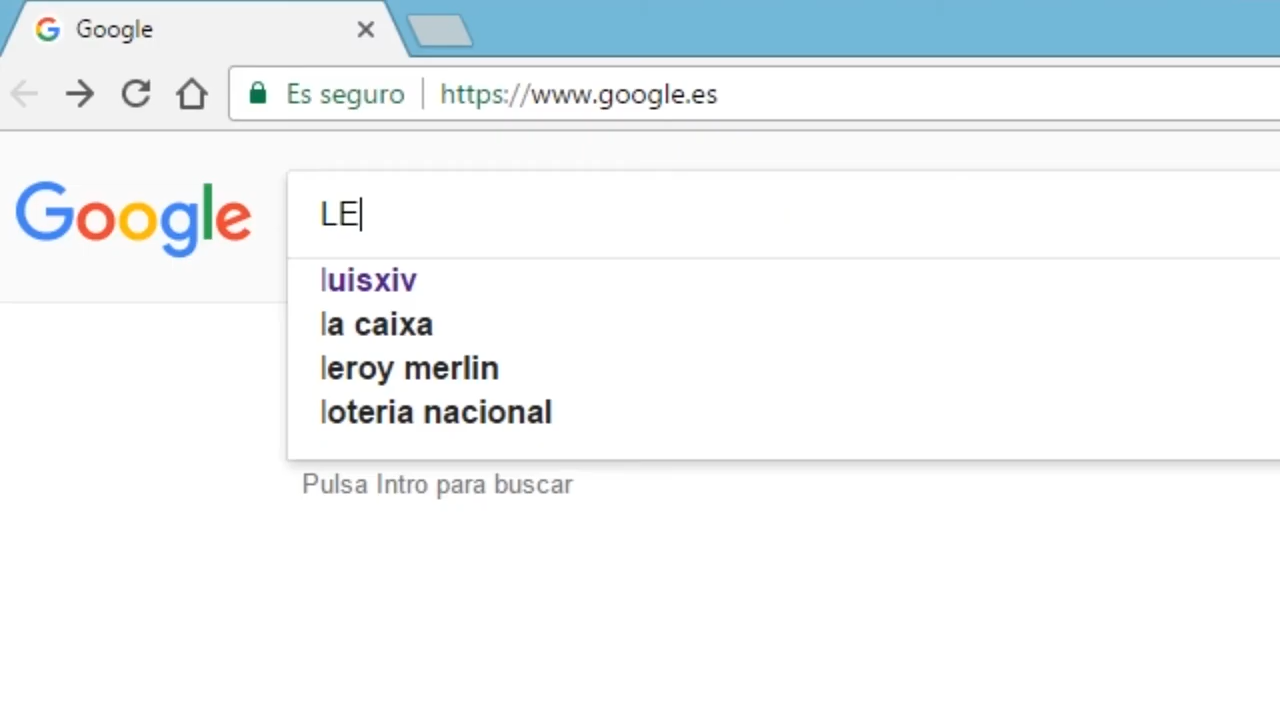 Google
Es seguro https://www.google.es
Google
LE
luisxiv
la caixa
leroy merlin
loteria nacional
Pulsa Intro para buscar